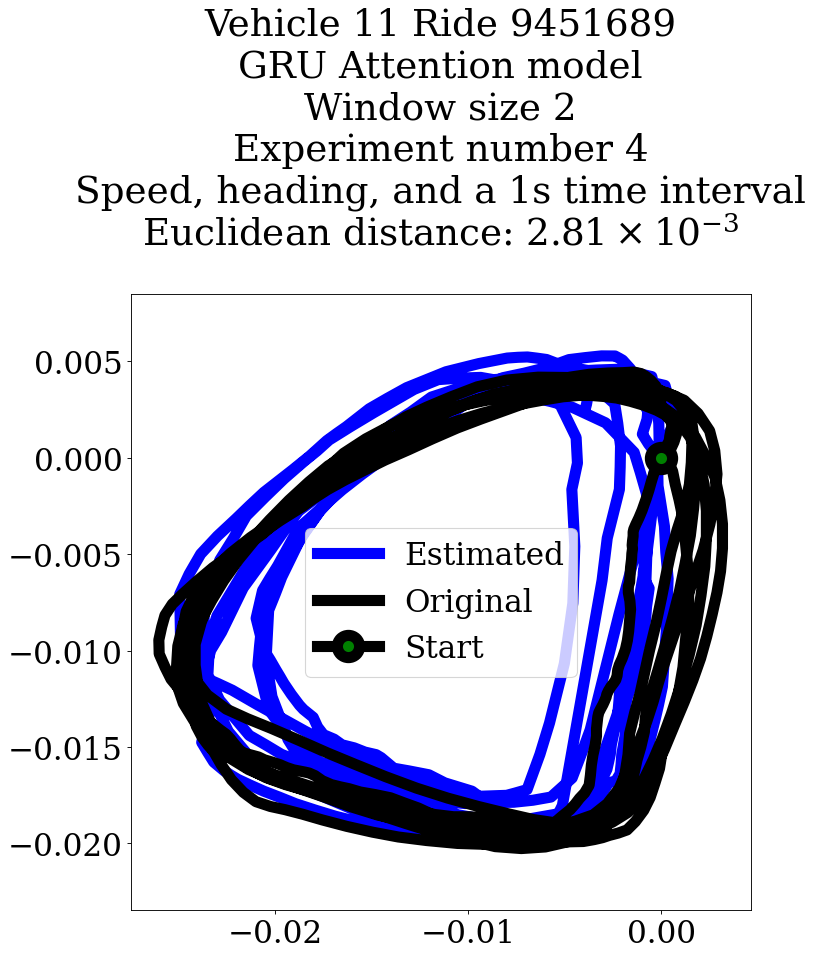 Vehicle 11 Ride 9451689
GRU Attention model
Window size 2
Experiment number 4
Speed, heading, and a 1s time interval
Euclidean distance: 2.81 × 10⁻³
0.005
0.000
−0.005
−0.010
−0.015
−0.020
Estimated
Original
Start
−0.02
−0.01
0.00